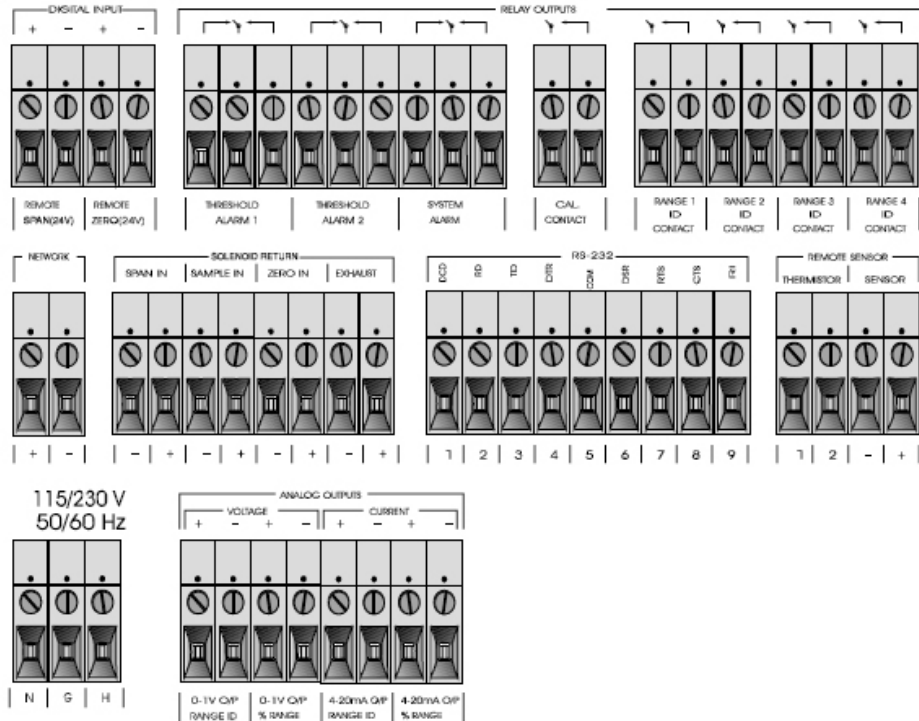 DIGITAL INPUT
+ − + −
REMOTE SPAN(24V)
REMOTE ZERO(24V)
RELAY OUTPUTS
THRESHOLD ALARM 1
THRESHOLD ALARM 2
SYSTEM ALARM
CAL. CONTACT
RANGE 1 ID CONTACT
RANGE 2 ID CONTACT
RANGE 3 ID CONTACT
RANGE 4 ID CONTACT
NETWORK
+ −
SOLENOID RETURN
SPAN IN SAMPLE IN ZERO IN EXHAUST
− + − + − + − +
RS-232
DCD RD TD DTR COM DSR RTS CTS RI
1 2 3 4 5 6 7 8 9
REMOTE SENSOR
THERMISTOR SENSOR
1 2 − +
115/230 V
50/60 Hz
N G H
ANALOG OUTPUTS
VOLTAGE CURRENT
+ − + − + − + −
0-1V O/P RANGE ID
0-1V O/P % RANGE
4-20mA O/P RANGE ID
4-20mA O/P % RANGE